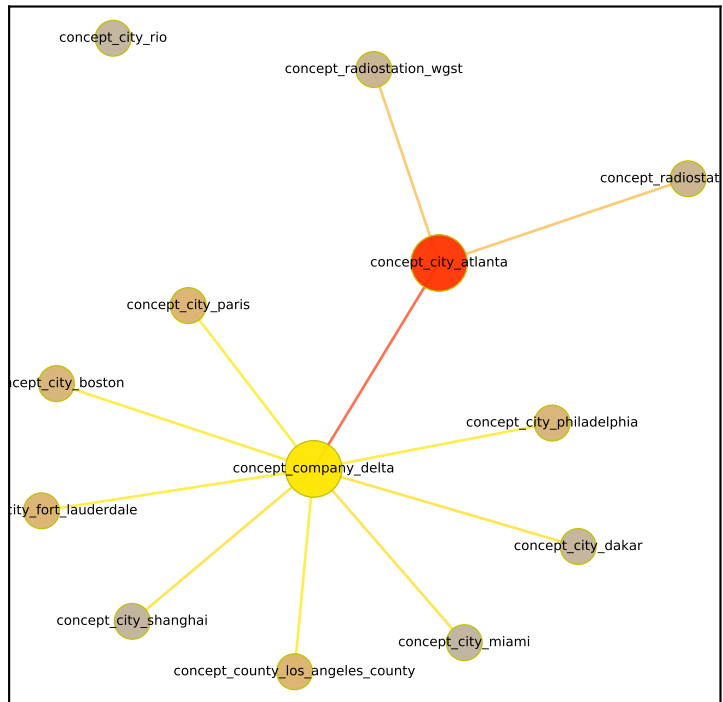 concept_city_rio
concept_radiostation_wgst
concept_radiostat
concept_city_atlanta
concept_city_paris
ncept_city_boston
concept_city_philadelphia
concept_company_delta
city_fort_lauderdale
concept_city_dakar
concept_city_shanghai
concept_city_miami
concept_county_los_angeles_county